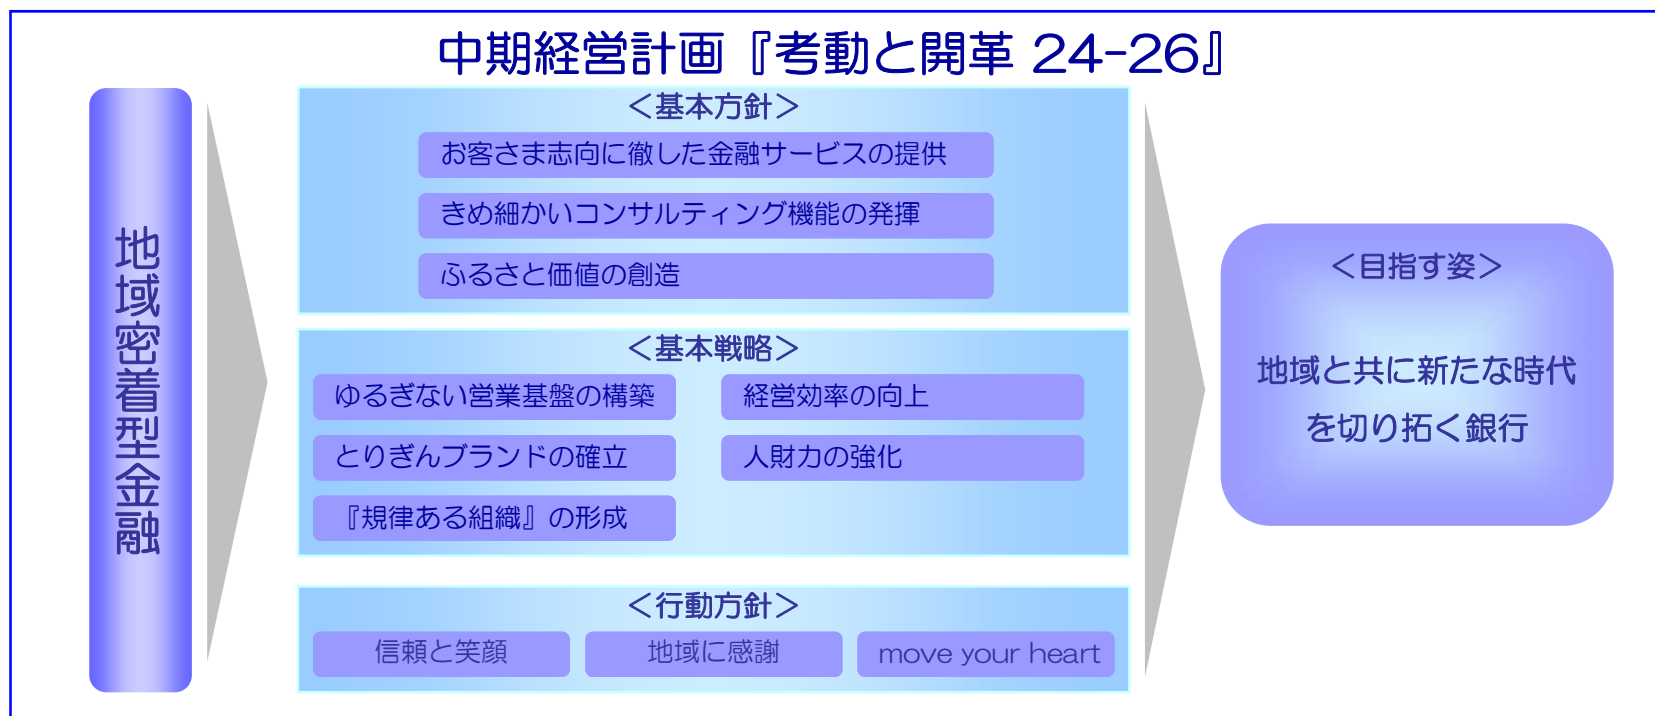 中期経営計画『考動と開革 24-26』
地域密着型金融
＜基本方針＞
お客さま志向に徹した金融サービスの提供
きめ細かいコンサルティング機能の発揮
ふるさと価値の創造
＜基本戦略＞
ゆるぎない営業基盤の構築
経営効率の向上
とりぎんブランドの確立
人財力の強化
『規律ある組織』の形成
＜行動方針＞
信頼と笑顔
地域に感謝
move your heart
＜目指す姿＞
地域と共に新たな時代
を切り拓く銀行